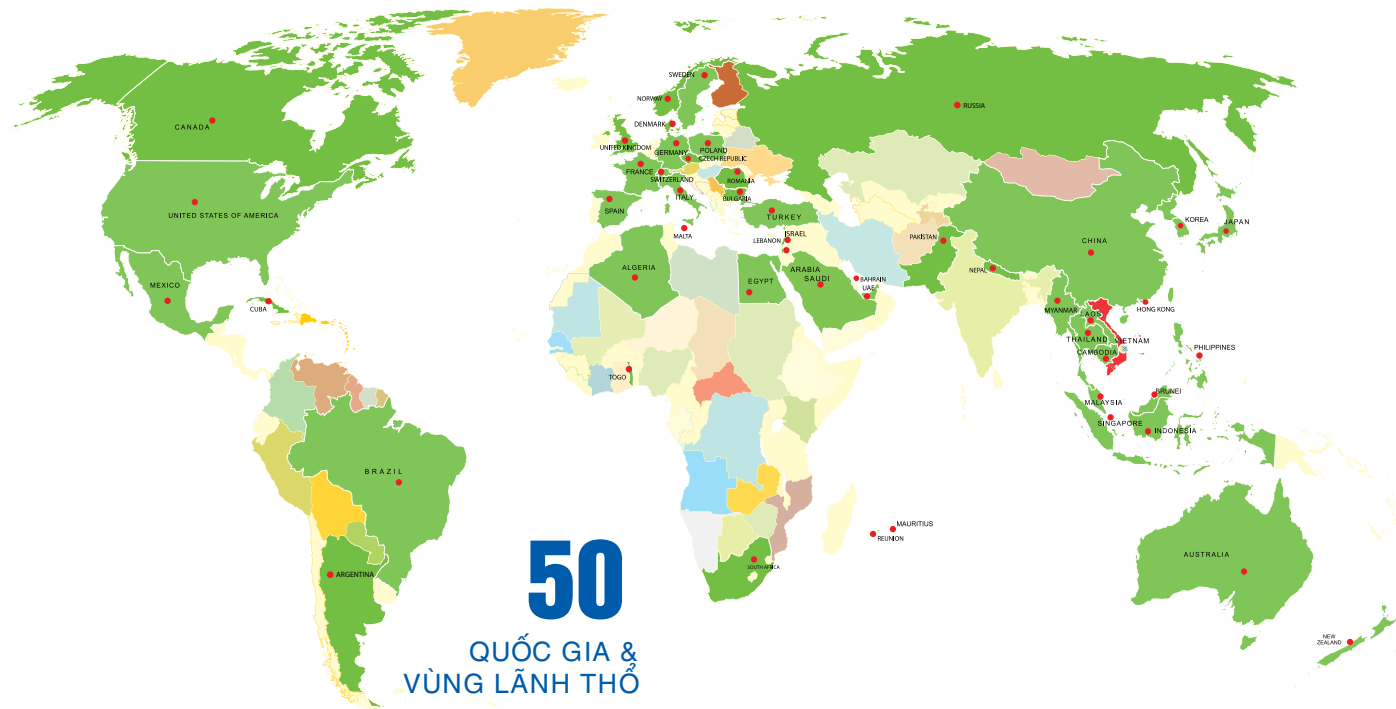 SWEDEN
NORWAY
RUSSIA
CANADA
DENMARK
UNITED KINGDOM
GERMANY
POLAND
CZECH REPUBLIC
FRANCE
SWITZERLAND
ROMANIA
ITALY
BULGARIA
SPAIN
UNITED STATES OF AMERICA
TURKEY
KOREA
JAPAN
MALTA
ISRAEL
LEBANON
PAKISTAN
CHINA
ALGERIA
ARABIA
SAUDI
NEPAL
EGYPT
BAHRAIN
UAE
MEXICO
CUBA
MYANMAR
HONG KONG
LAOS
THAILAND
VIETNAM
CAMBODIA
PHILIPPINES
TOGO
BRUNEI
MALAYSIA
SINGAPORE
INDONESIA
BRAZIL
MAURITIUS
REUNION
AUSTRALIA
SOUTH AFRICA
ARGENTINA
NEW
ZEALAND
50
QUỐC GIA &
VÙNG LÃNH THỔ